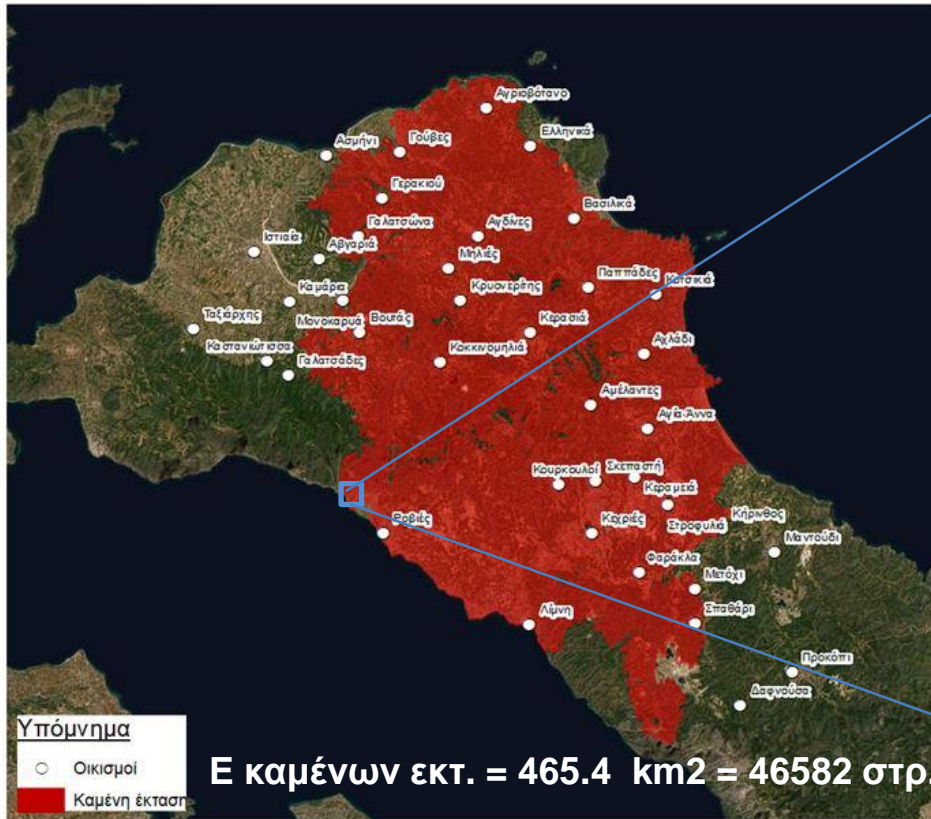 Αγριοβότανο
Ελληνικά
Ασμήνι
Γούβες
Γερακιού
Βασιλικά
Γαλατσώνα
Αγδίνες
Ιστιαία
Αβγαριά
Μηλιές
Παππάδες
Κοτσικιά
Καμάρια
Κρυονερίτης
Ταξιάρχης
Μονοκαρυά
Βουτάς
Κερασιά
Καστανιώτισσα
Γαλατσάδες
Κοκκινομηλιά
Αχλάδι
Αμέλαντες
Αγία Άννα
Κουρκουλοί
Σκεπαστή
Κεραμειά
Ροβιές
Κεχριές
Στροφυλιά
Κήρινθος
Μαντούδι
Φαράκλα
Μετόχι
Λίμνη
Σπαθάρι
Προκόπι
Δαφνούσα
Υπόμνημα
Οικισμοί
Καμένη έκταση
Ε καμένων εκτ. = 465.4 km2 = 46582 στρ.